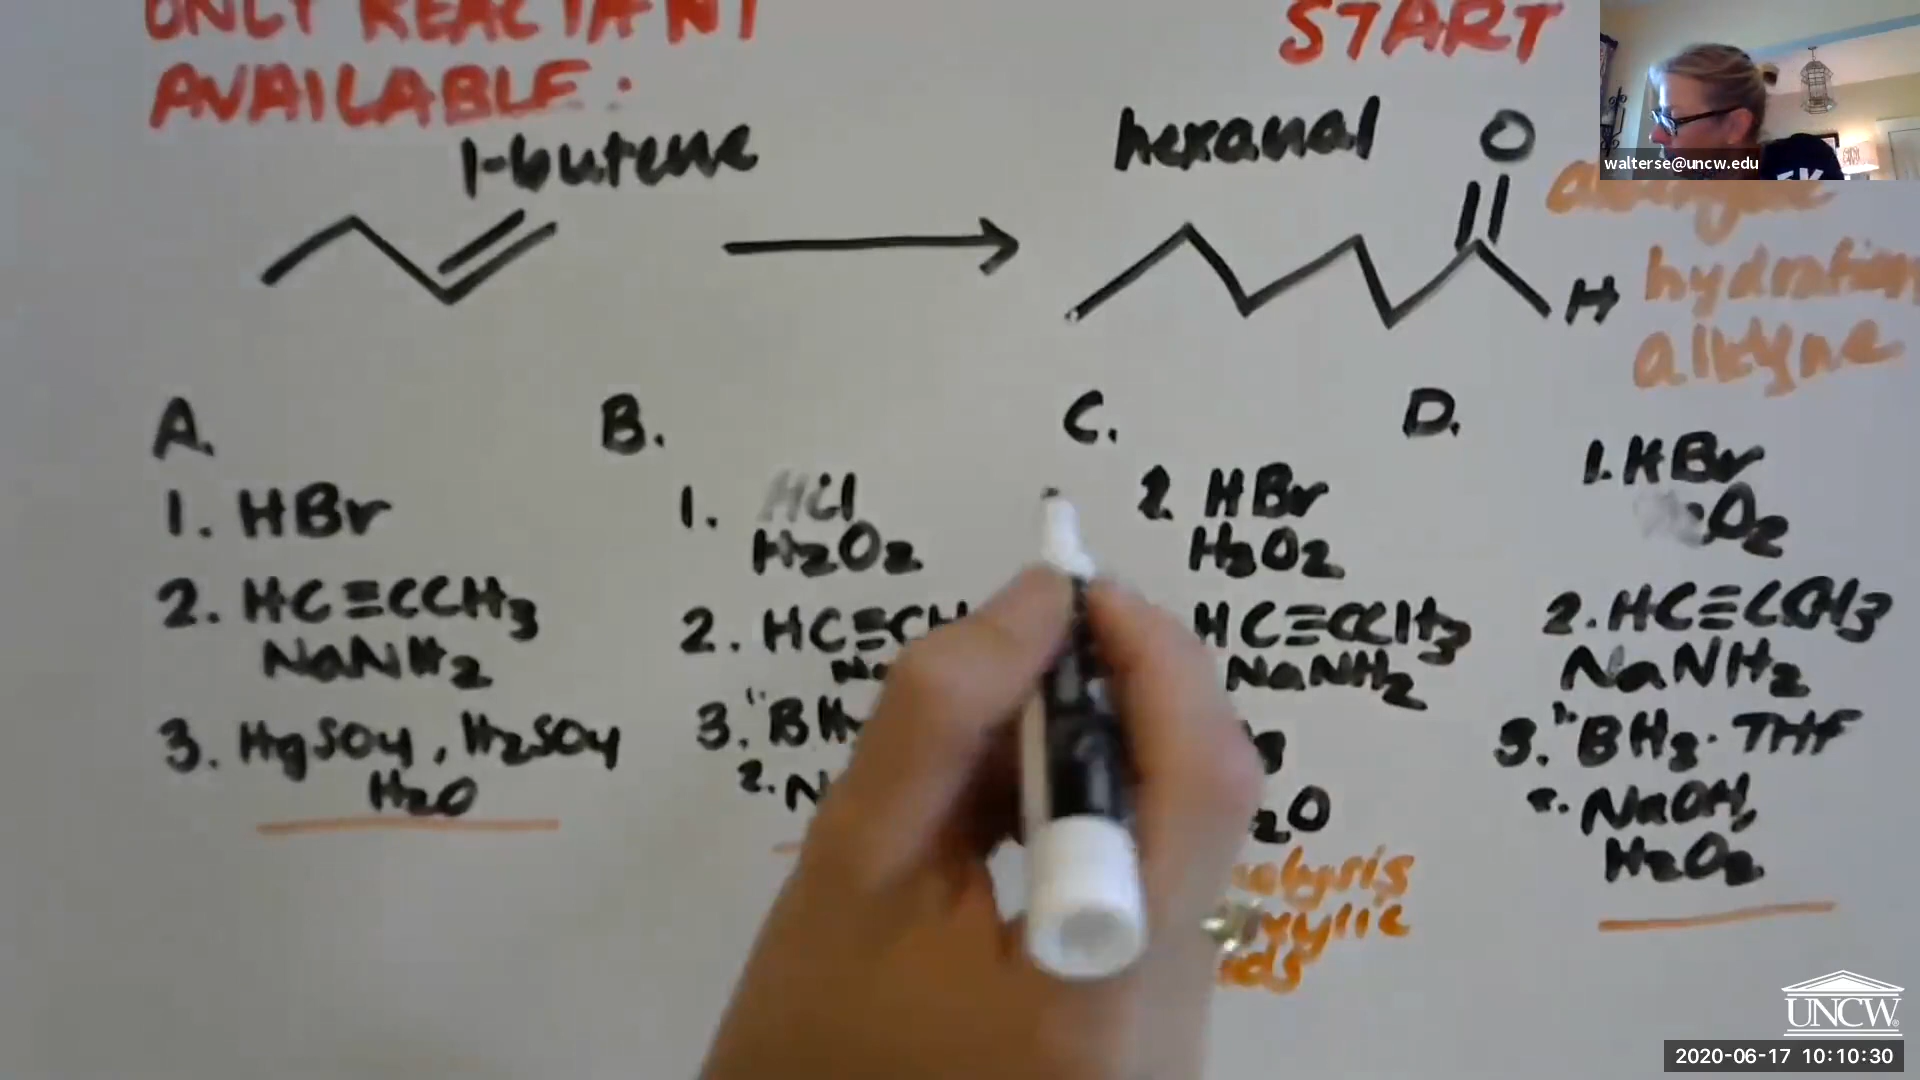 ONLY REACTANT
AVAILABLE:
START
1-butene
hexanal
O
H
hydration
alkyne
A.
1. HBr
2. HC≡CCH3
NaNH2
3. HgSO4, H2SO4
H2O
B.
1. HCl
H2O2
2. HC≡CH
3. 1. BH
2. N
C.
2. HBr
H2O2
HC≡CCH3
NaNH2
3
2O
D.
1. HBr
O2
2. HC≡CCH3
NaNH2
3. 1. BH3·THF
2. NaOH,
H2O2
walterse@uncw.edu
UNCW
2020-06-17 10:10:30